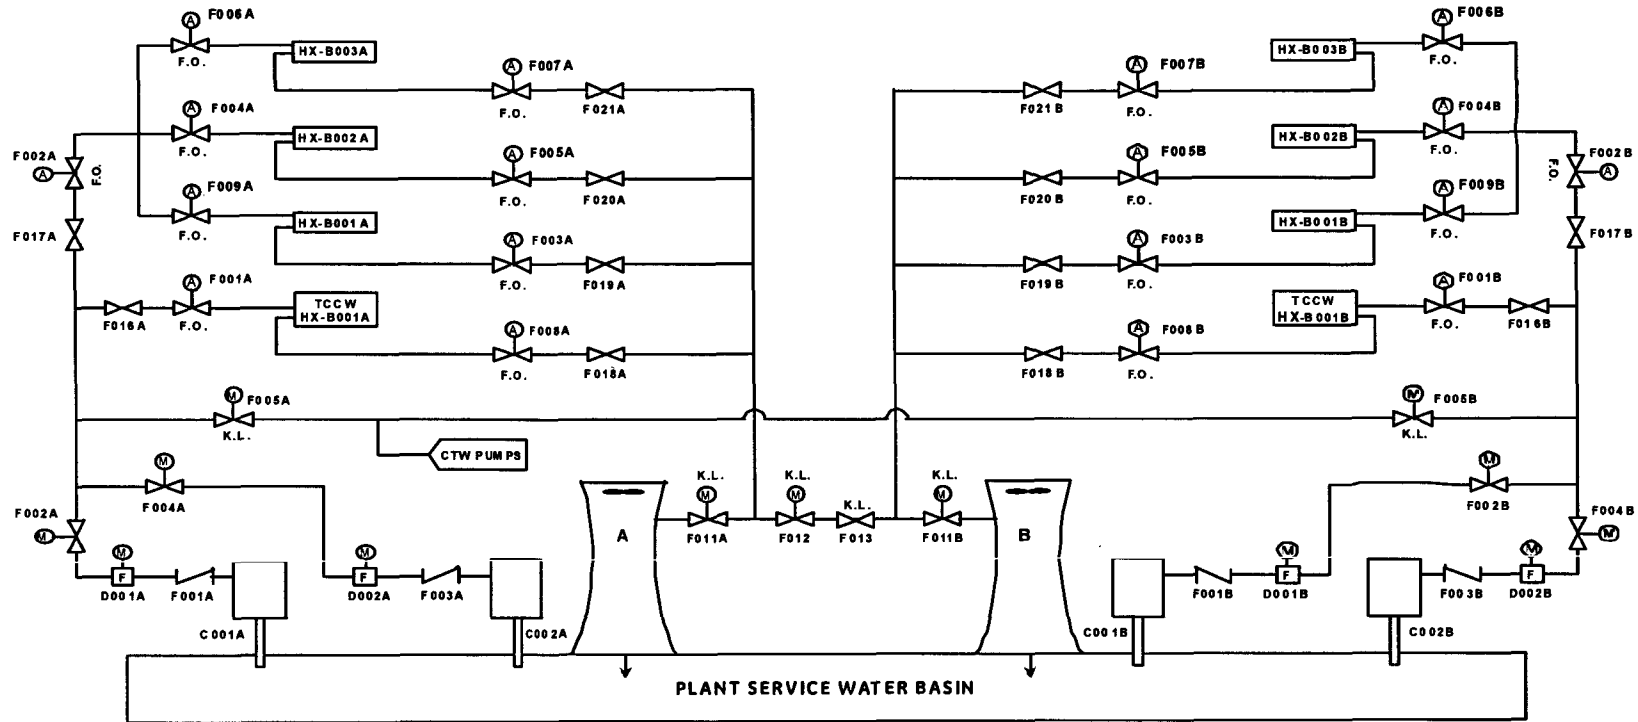 F006A
A
F.O.
HX-B003A
F007A
A
F.O.
F021A
F004A
A
F.O.
HX-B002A
F002A
A
F.O.
F005A
A
F.O.
F020A
F009A
A
F.O.
HX-B001A
F017A
F003A
A
F.O.
F019A
F001A
A
F016A
F.O.
TCCW
HX-B001A
F008A
A
F.O.
F018A
F006B
A
F.O.
HX-B003B
F007B
A
F021B
F.O.
F004B
A
F.O.
HX-B002B
F002B
A
F.O.
F005B
A
F020B
F.O.
F009B
A
F.O.
HX-B001B
F017B
F003B
A
F019B
F.O.
F001B
A
F.O.
F016B
TCCW
HX-B001B
F008B
A
F018B
F.O.
M
F005A
K.L.
CTW PUMPS
M
F005B
K.L.
M
F004A
F002A
M
M
F
D001A
F001A
C001A
M
F
D002A
F003A
C002A
A
K.L.
M
F011A
K.L.
M
F012
K.L.
F013
K.L.
M
F011B
B
M
F002B
F004B
M
C001B
F001B
M
F
D001B
C002B
F003B
M
F
D002B
PLANT SERVICE WATER BASIN